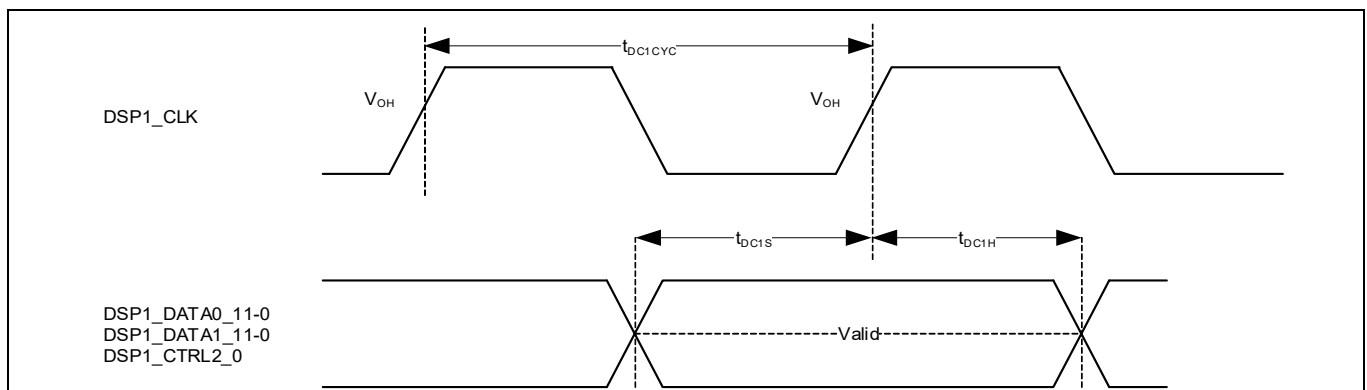 tDC1CYC
VOH
VOH
DSP1_CLK
tDC1S
tDC1H
DSP1_DATA0_11-0
DSP1_DATA1_11-0
DSP1_CTRL2_0
Valid